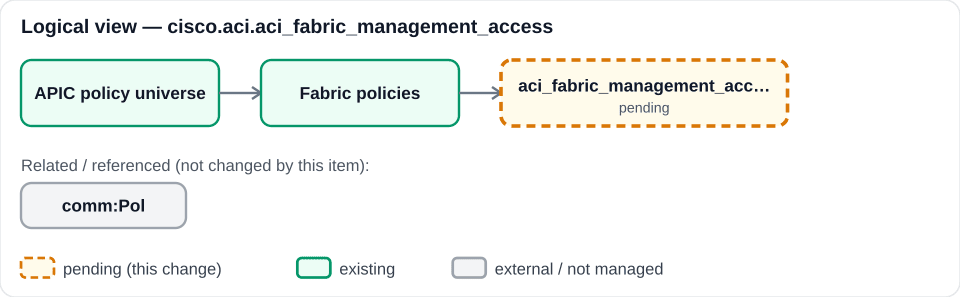 Logical view — cisco.aci.aci_fabric_management_access
APIC policy universe
Fabric policies
aci_fabric_management_acc…
pending
Related / referenced (not changed by this item):
comm:Pol
pending (this change)
existing
external / not managed